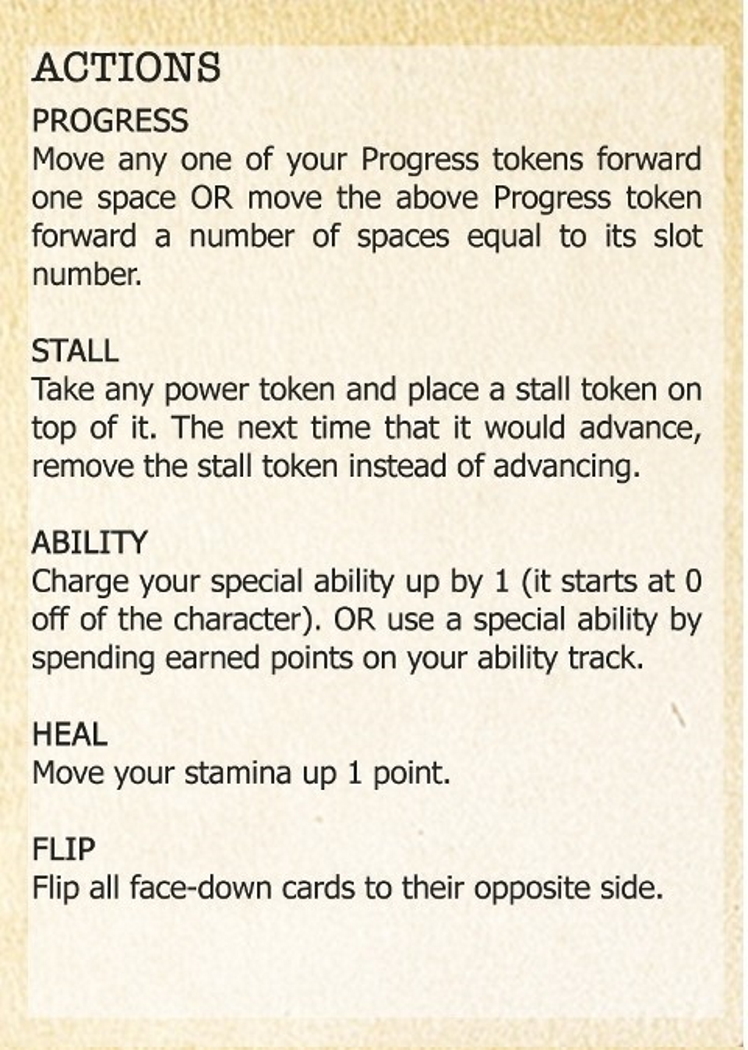 ACTIONS
PROGRESS
Move any one of your Progress tokens forward
one space OR move the above Progress token
forward a number of spaces equal to its slot
number.
STALL
Take any power token and place a stall token on
top of it. The next time that it would advance,
remove the stall token instead of advancing.
ABILITY
Charge your special ability up by 1 (it starts at 0
off of the character). OR use a special ability by
spending earned points on your ability track.
HEAL
Move your stamina up 1 point.
FLIP
Flip all face-down cards to their opposite side.